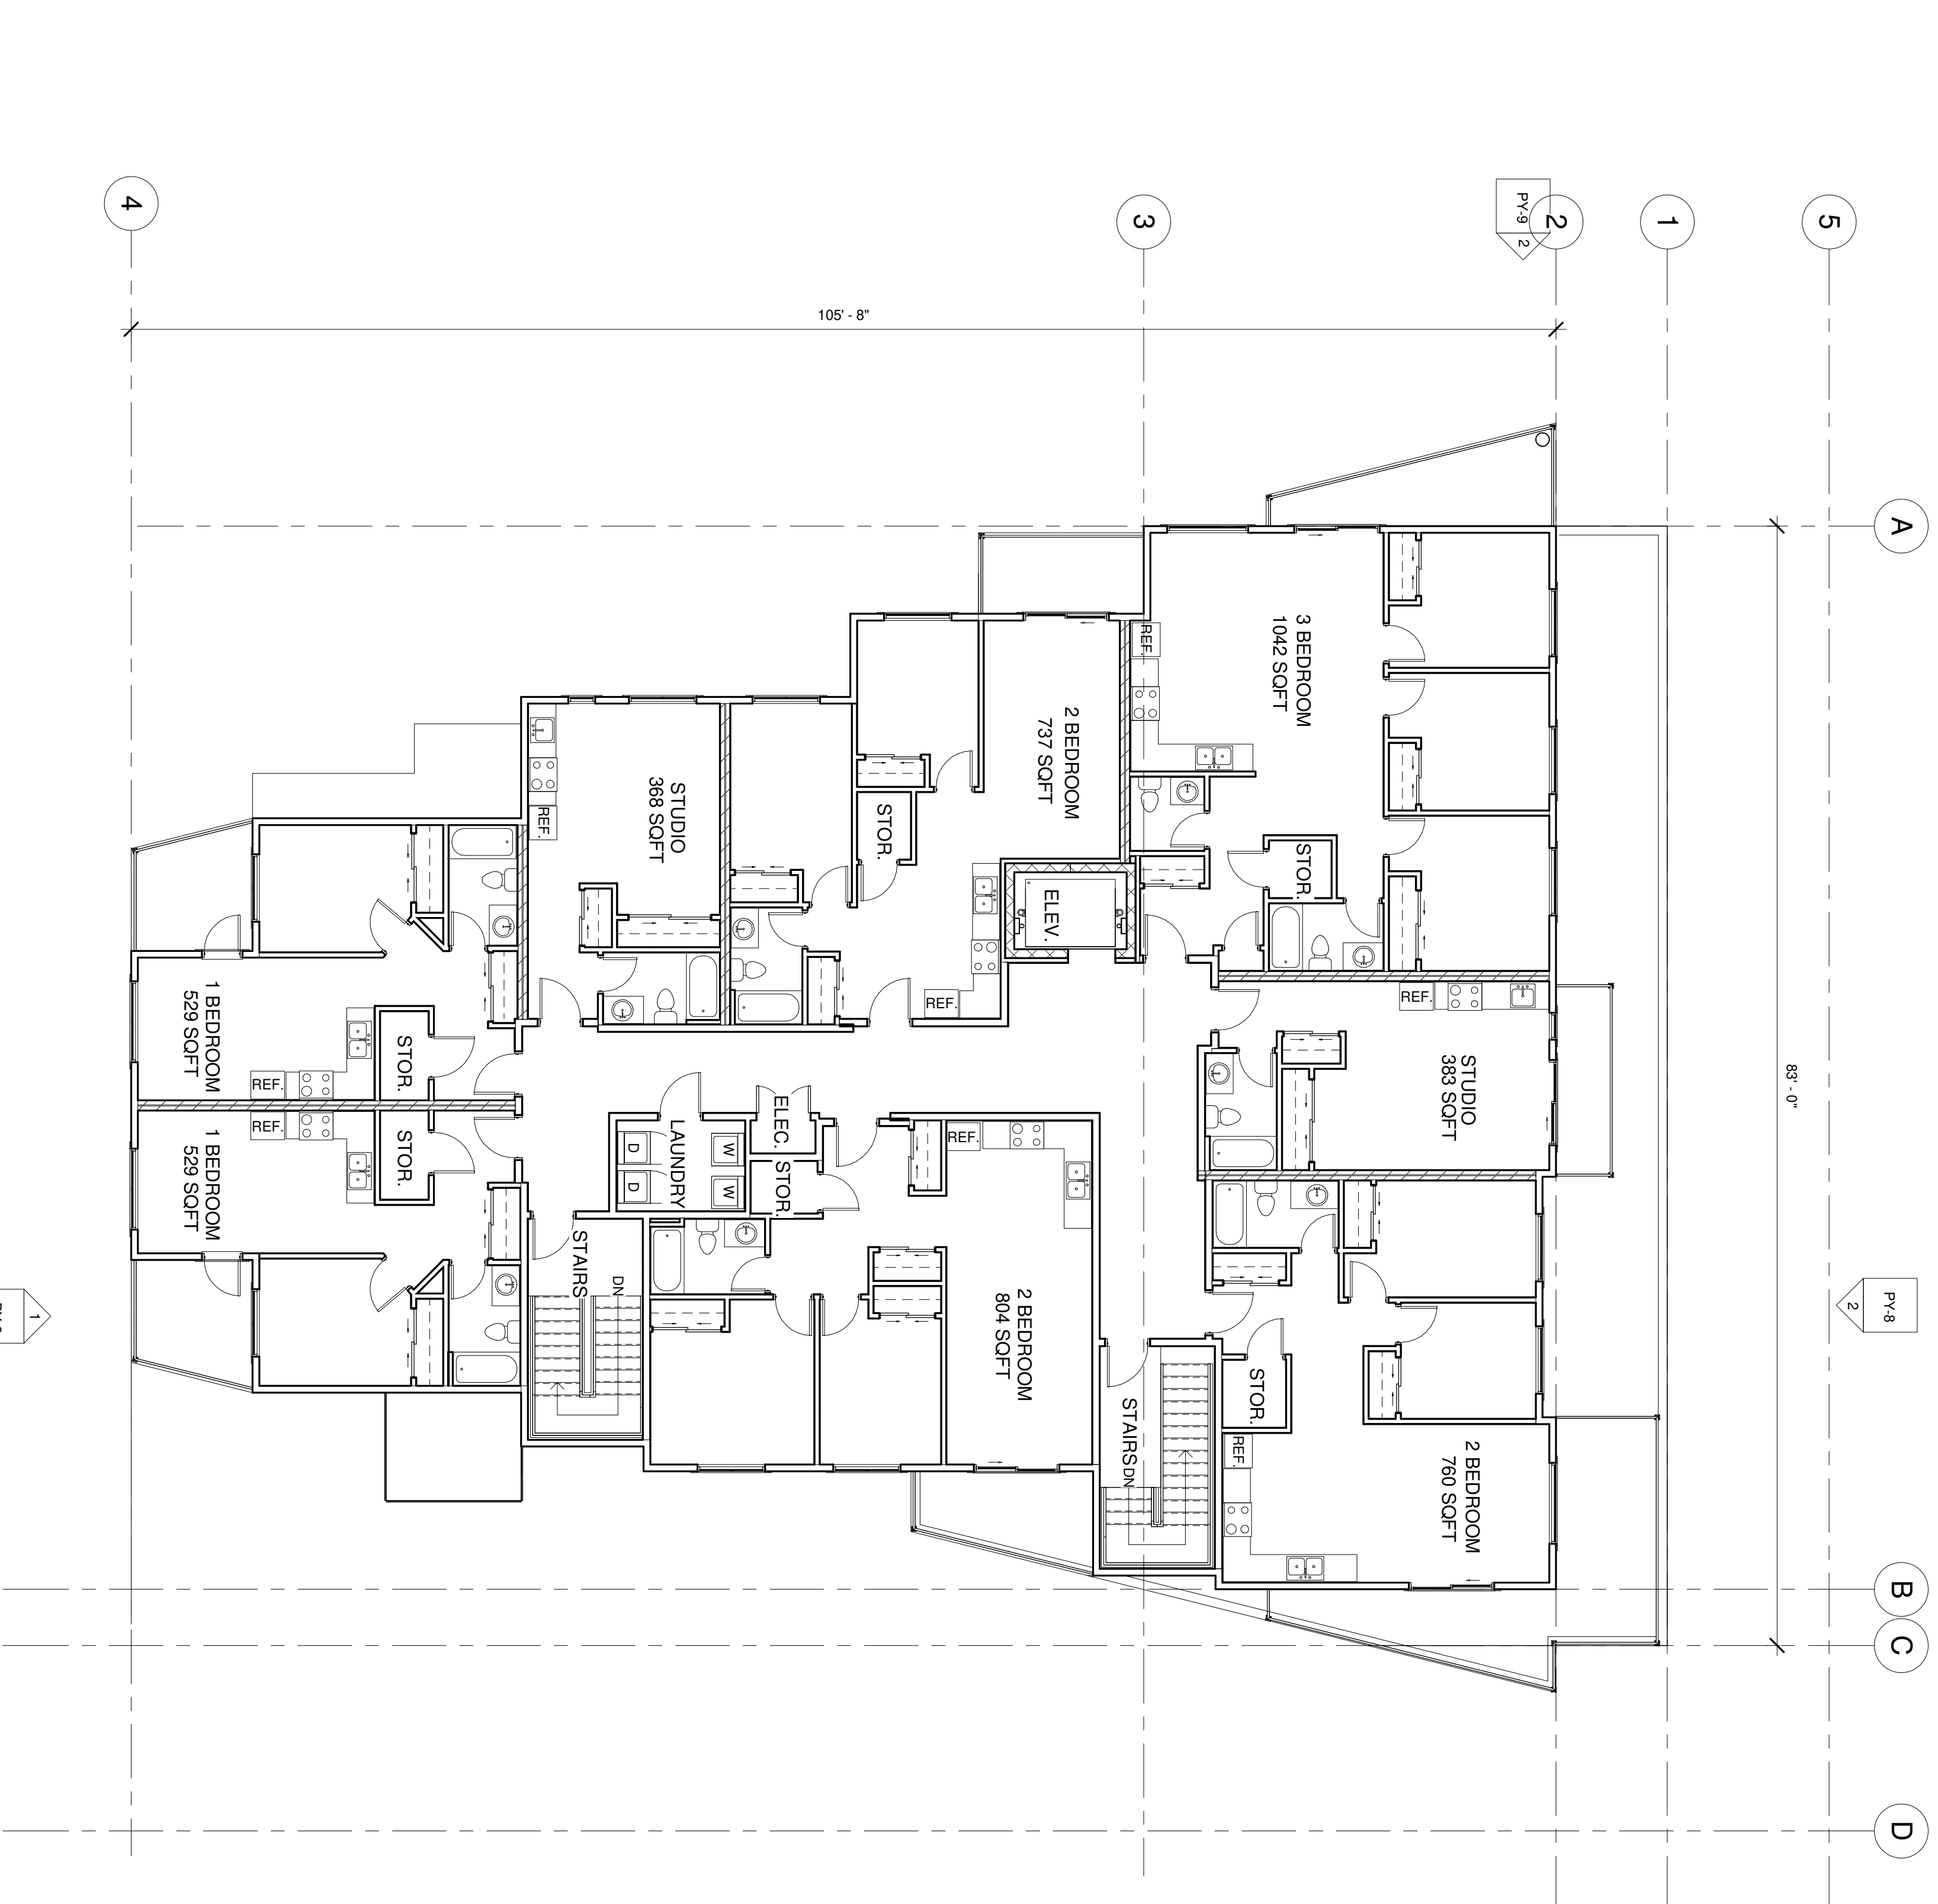 4
3
2
1
5
PY-9
2
105' - 8"
A
83' - 0"
3 BEDROOM
1042 SQFT
REF.
STOR.
2 BEDROOM
737 SQFT
STOR.
REF.
ELEV.
STUDIO
368 SQFT
REF.
STUDIO
383 SQFT
REF.
1 BEDROOM
529 SQFT
REF.
STOR.
1 BEDROOM
529 SQFT
REF.
STOR.
LAUNDRY
D
D
W
W
ELEC.
STOR.
REF.
2 BEDROOM
804 SQFT
STAIRS
DN
STAIRS
DN
STOR.
REF.
2 BEDROOM
760 SQFT
PY-8
2
1
B
C
D